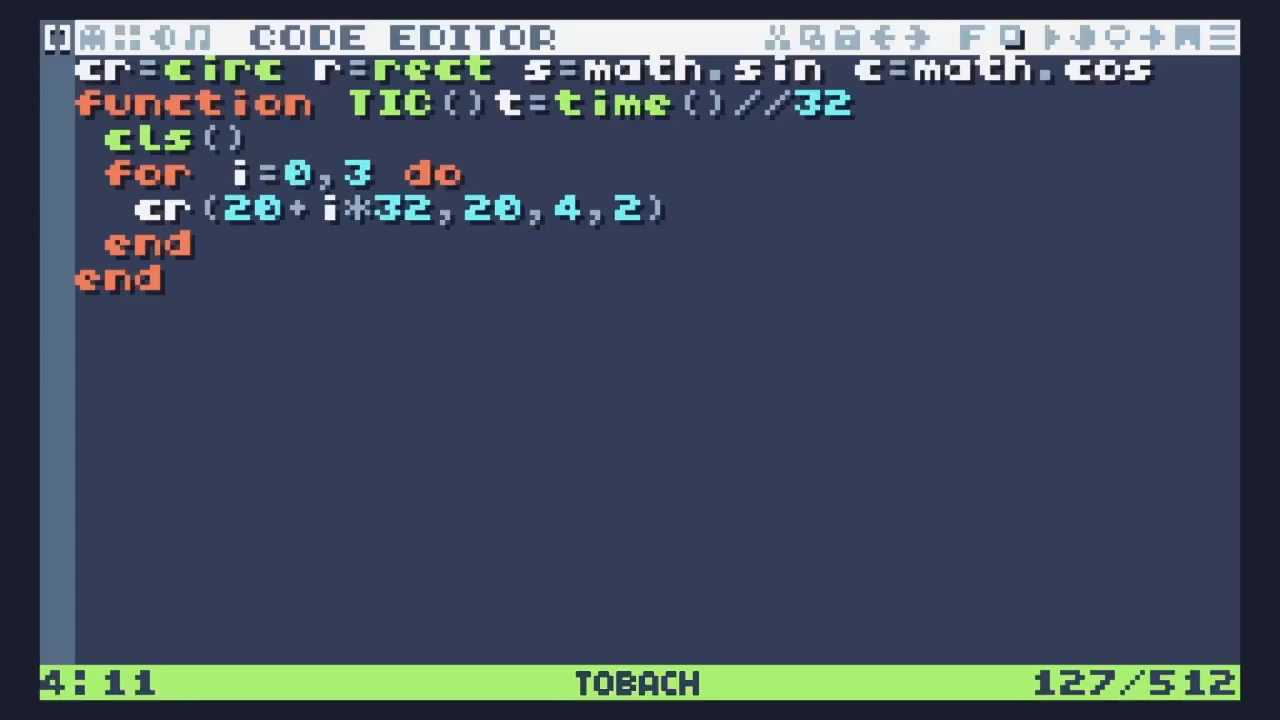 CODE EDITOR
cr=circ r=rect s=math.sin c=math.cos
function TIC()t=time()//32
cls()
for i=0,3 do
cr(20+i*32,20,4,2)
end
end
4:11 TOBACH 127/512